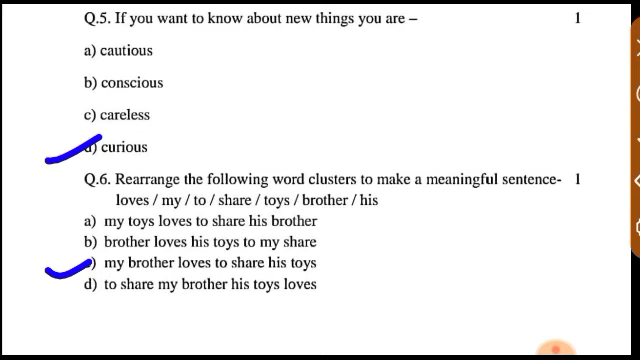 Q.5. If you want to know about new things you are – 1
a) cautious
b) conscious
c) careless
d) curious
Q.6. Rearrange the following word clusters to make a meaningful sentence- 1
loves / my / to / share / toys / brother / his
a) my toys loves to share his brother
b) brother loves his toys to my share
c) my brother loves to share his toys
d) to share my brother his toys loves